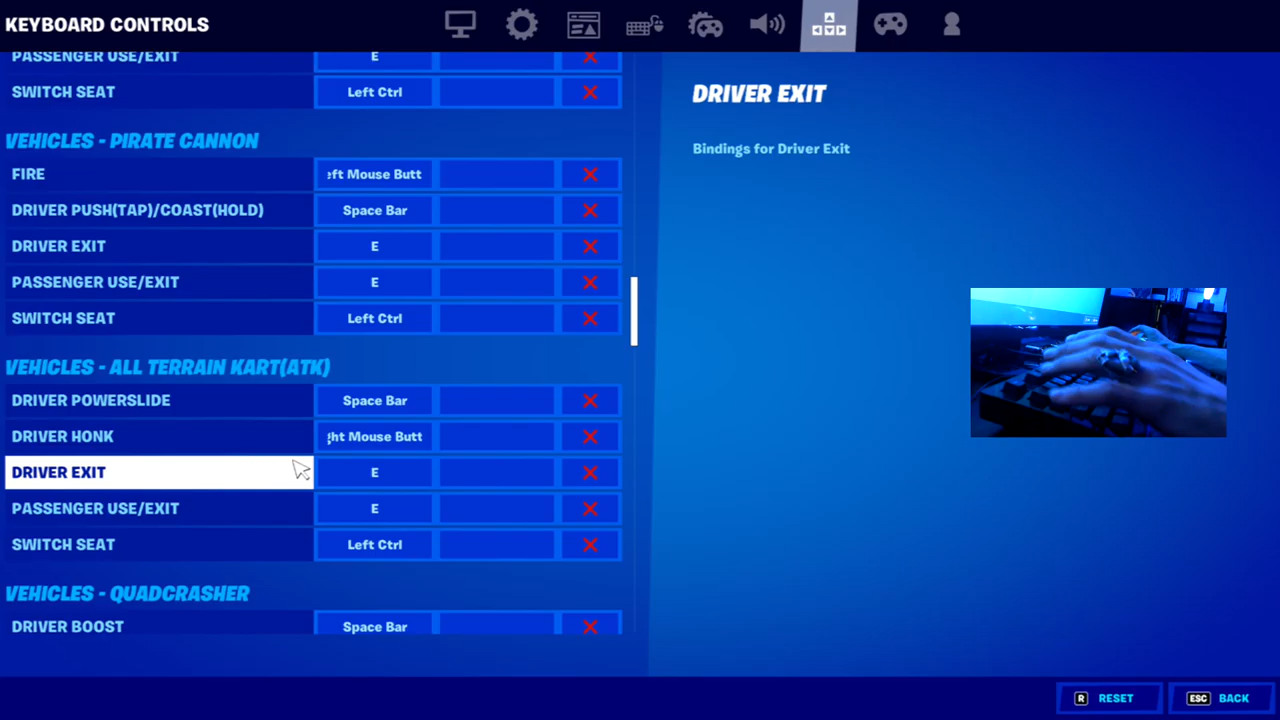 KEYBOARD CONTROLS
PASSENGER USE/EXIT E
SWITCH SEAT Left Ctrl
VEHICLES - PIRATE CANNON
FIRE eft Mouse Butt
DRIVER PUSH(TAP)/COAST(HOLD) Space Bar
DRIVER EXIT E
PASSENGER USE/EXIT E
SWITCH SEAT Left Ctrl
VEHICLES - ALL TERRAIN KART(ATK)
DRIVER POWERSLIDE Space Bar
DRIVER HONK ght Mouse Butt
DRIVER EXIT E
PASSENGER USE/EXIT E
SWITCH SEAT Left Ctrl
VEHICLES - QUADCRASHER
DRIVER BOOST Space Bar
DRIVER EXIT
Bindings for Driver Exit
R RESET
ESC BACK